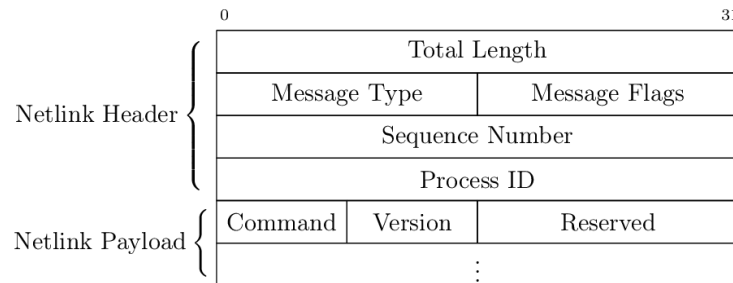 0 31
Total Length
Message Type Message Flags
Netlink Header
Sequence Number
Process ID
Command Version Reserved
Netlink Payload
⋮